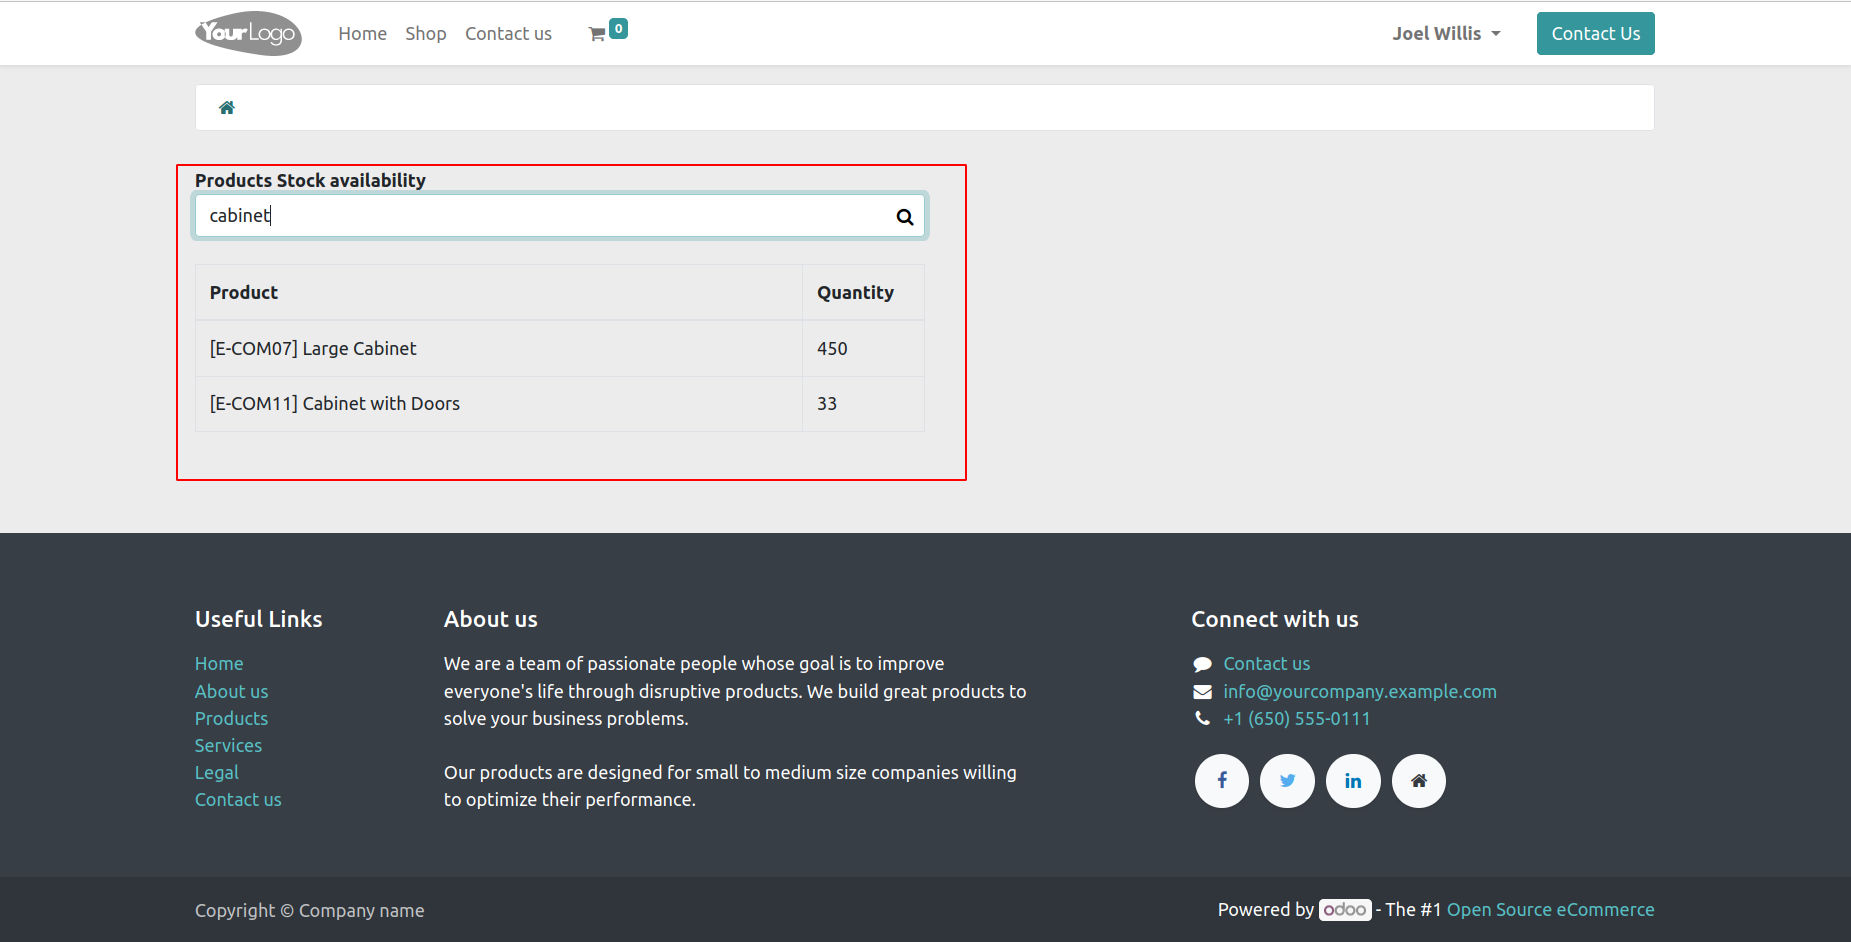 YourLogo Home Shop Contact us 0 Joel Willis Contact Us
Products Stock availability
cabinet
Product Quantity
[E-COM07] Large Cabinet 450
[E-COM11] Cabinet with Doors 33
Useful Links
Home
About us
Products
Services
Legal
Contact us
About us
We are a team of passionate people whose goal is to improve
everyone's life through disruptive products. We build great products to
solve your business problems.
Our products are designed for small to medium size companies willing
to optimize their performance.
Connect with us
Contact us
info@yourcompany.example.com
+1 (650) 555-0111
Copyright © Company name
Powered by odoo - The #1 Open Source eCommerce